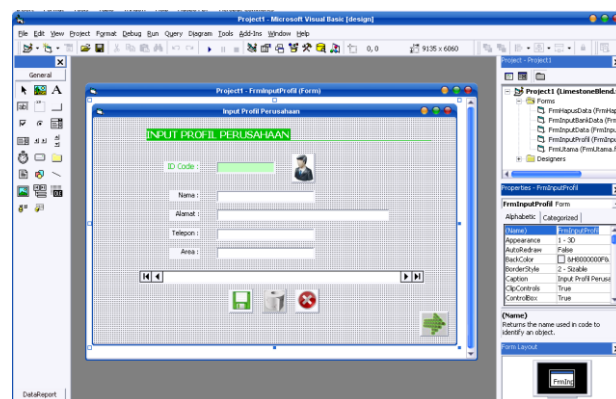 Project1 - Microsoft Visual Basic [design]
File Edit View Project Format Debug Run Query Diagram Tools Add-Ins Window Help
0, 0 9135 x 6060
General
DataReport
Project1 - FrmInputProfil (Form)
Input Profil Perusahaan
INPUT PROFIL PERUSAHAAN
ID Code :
Name :
Alamat :
Telepon :
Area :
Project - Project1
Project1 (LimestoneBlend.
Forms
FrmHapusData (FrmHap
FrmInputBankData (Frm
FrmInputData (FrmInpu
FrmInputProfil (FrmInp
FrmUtama (FrmUtama.f
Designers
Properties - FrmInputProfil
FrmInputProfil Form
Alphabetic Categorized
(Name) FrmInputProfil
Appearance 1 - 3D
AutoRedraw False
BackColor &H8000000F&
BorderStyle 2 - Sizable
Caption Input Profil Perusa
ClipControls True
ControlBox True
(Name)
Returns the name used in code to
identify an object.
Form Layout
FrmInp